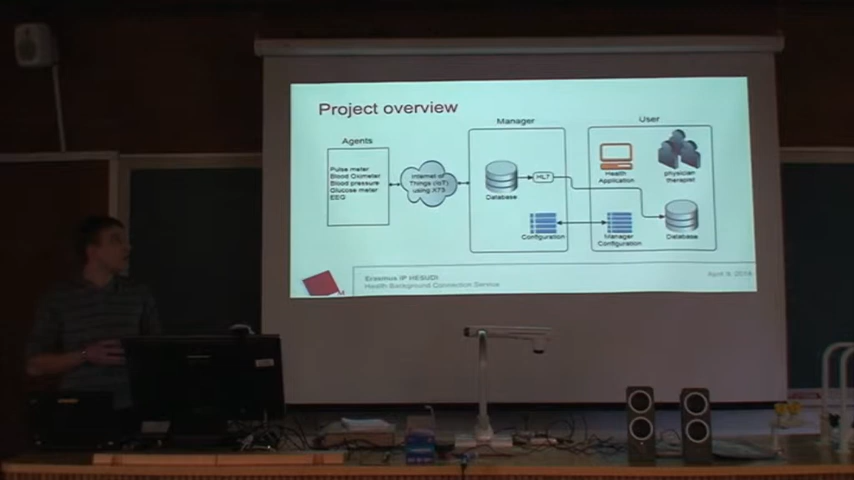 Project overview
Agents
Pulse meter
Blood Oximeter
Blood pressure
Glucose meter
EEG
Internet of
Things (IoT)
using XT3
Manager
Database
HL7
Configuration
User
Health
Application
physician
therapist
Manager
Configuration
Database
Erasmus IP HESUDI
Health Background Connection Service
April 9, 2014